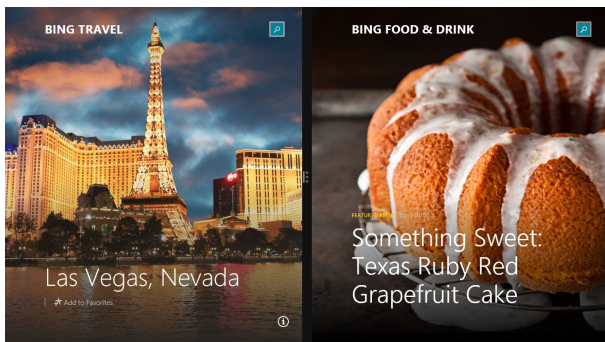 BING TRAVEL
Las Vegas, Nevada
Add to Favorites
BING FOOD & DRINK
Something Sweet:
Texas Ruby Red
Grapefruit Cake